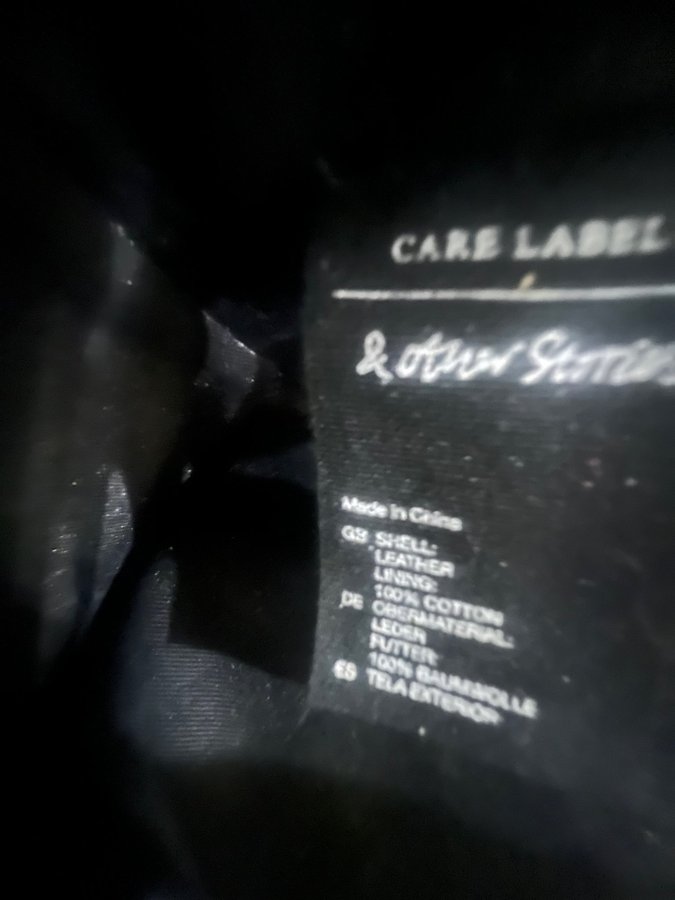 CARE LABEL
& other Stories
Made in China
GB SHELL:
LEATHER
LINING:
100% COTTON
DE OBERMATERIAL:
LEDER
FUTTER:
100% BAUMWOLLE
ES TELA EXTERIOR: